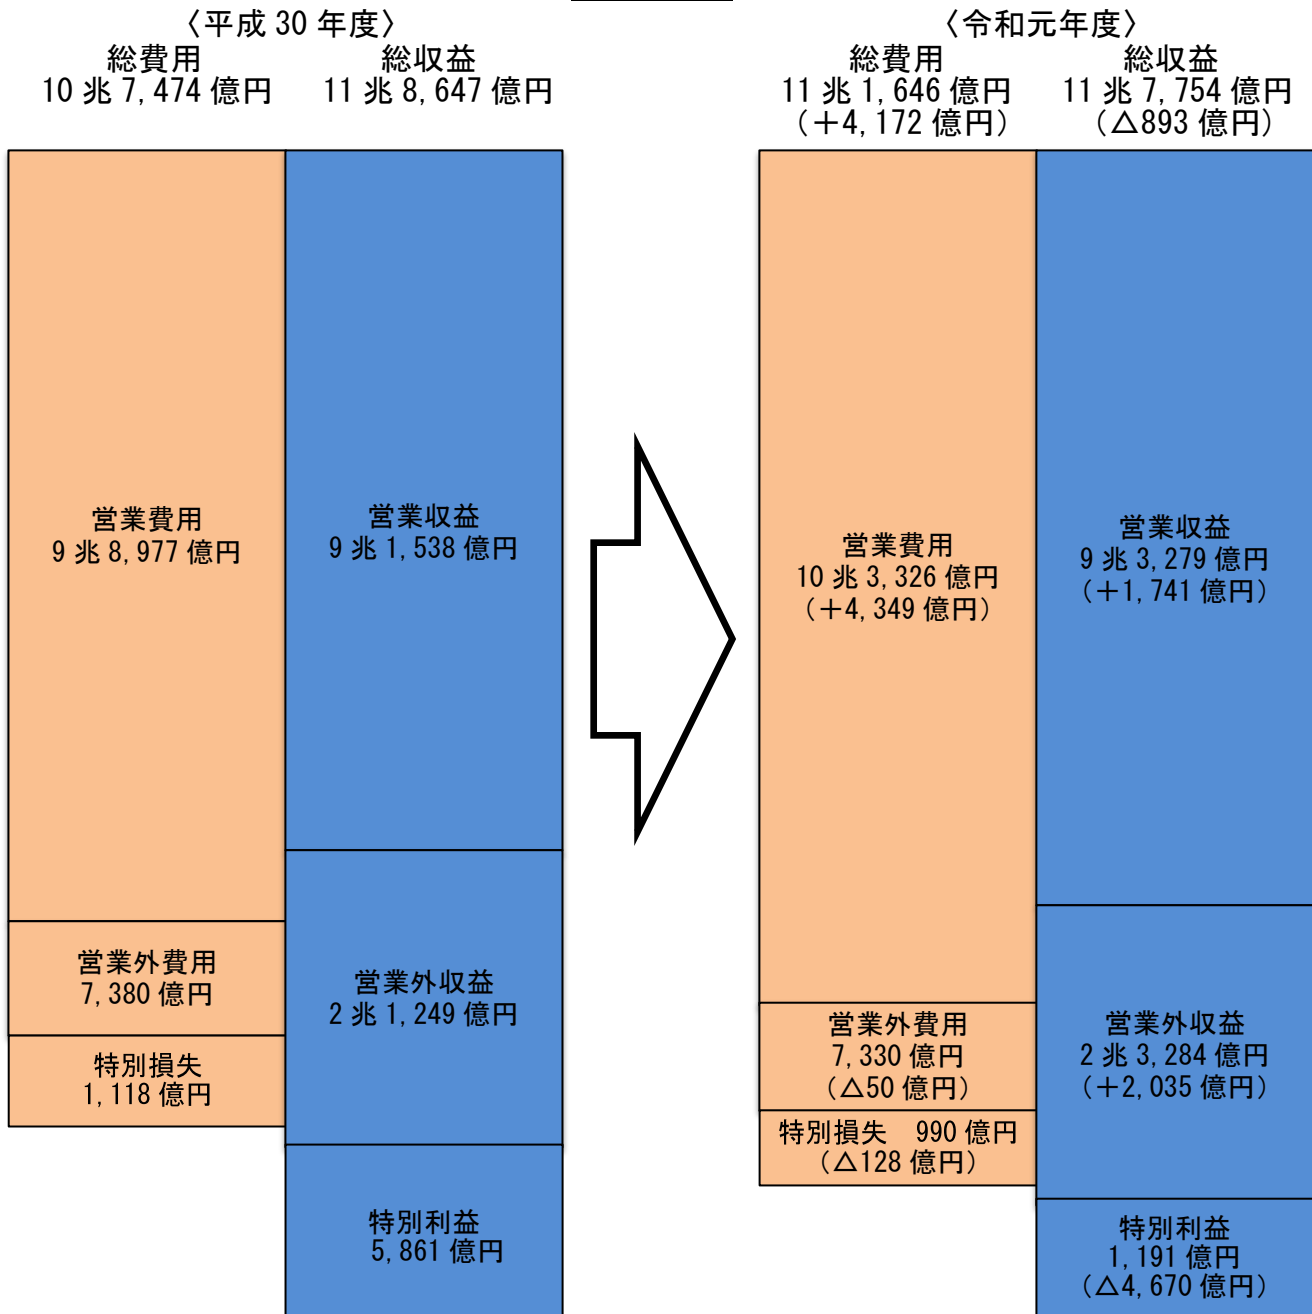 〈平成 30 年度〉
総費用
10 兆 7,474 億円
総収益
11 兆 8,647 億円
営業費用
9 兆 8,977 億円
営業外費用
7,380 億円
特別損失
1,118 億円
営業収益
9 兆 1,538 億円
営業外収益
2 兆 1,249 億円
特別利益
5,861 億円
〈令和元年度〉
総費用
11 兆 1,646 億円
（＋4,172 億円）
総収益
11 兆 7,754 億円
（△893 億円）
営業費用
10 兆 3,326 億円
（＋4,349 億円）
営業外費用
7,330 億円
（△50 億円）
特別損失　990 億円
（△128 億円）
営業収益
9 兆 3,279 億円
（＋1,741 億円）
営業外収益
2 兆 3,284 億円
（＋2,035 億円）
特別利益
1,191 億円
（△4,670 億円）